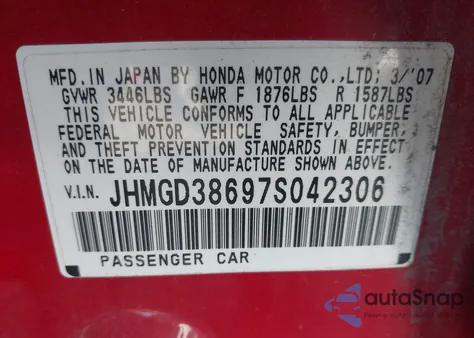 MFD. IN JAPAN BY HONDA MOTOR CO.,LTD. 3/'07
GVWR 3446LBS GAWR F 1876LBS R 1587LBS
THIS VEHICLE CONFORMS TO ALL APPLICABLE
FEDERAL MOTOR VEHICLE SAFETY, BUMPER,
AND THEFT PREVENTION STANDARDS IN EFFECT
ON THE DATE OF MANUFACTURE SHOWN ABOVE.
V.I.N. JHMGD38697S042306
PASSENGER CAR
autoSnap